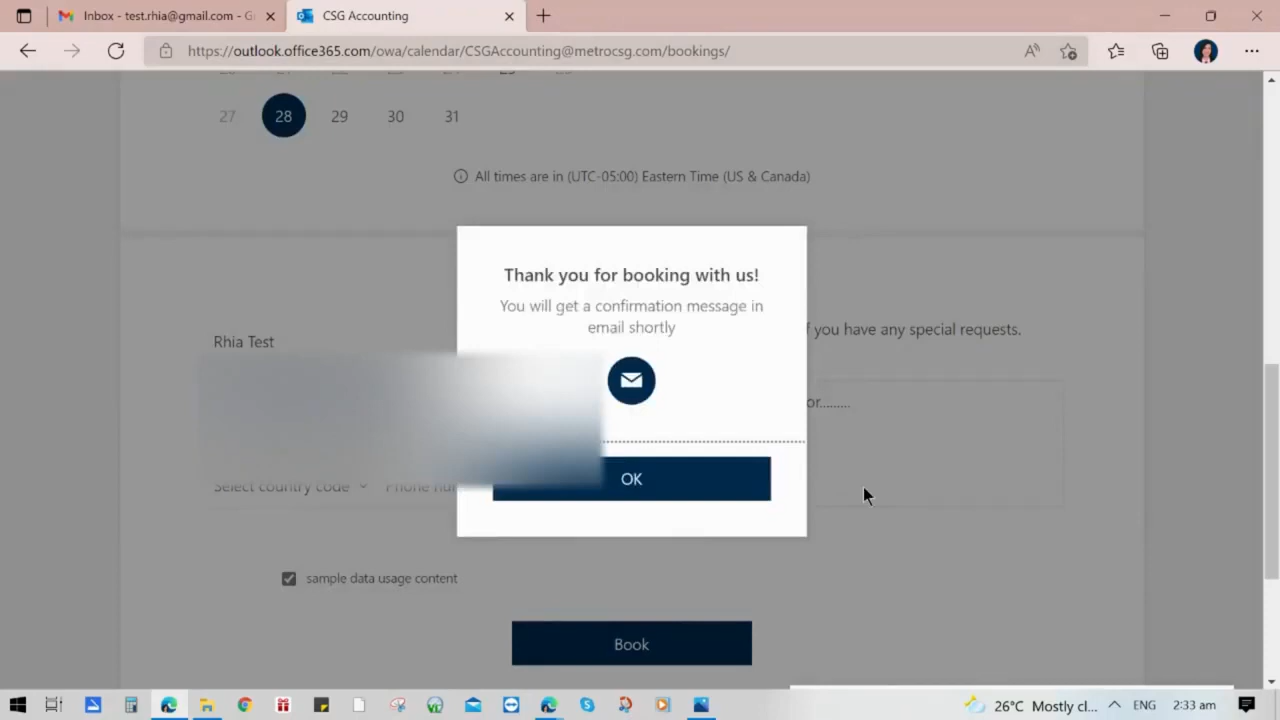 Inbox - test.rhia@gmail.com - G
CSG Accounting
https://outlook.office365.com/owa/calendar/CSGAccounting@metrocsg.com/bookings/
27 28 29 30 31
All times are in (UTC-05:00) Eastern Time (US & Canada)
Thank you for booking with us!
You will get a confirmation message in
email shortly
if you have any special requests.
Rhia Test
or.........
OK
Select country code
sample data usage content
Book
26°C Mostly cl... ENG 2:33 am